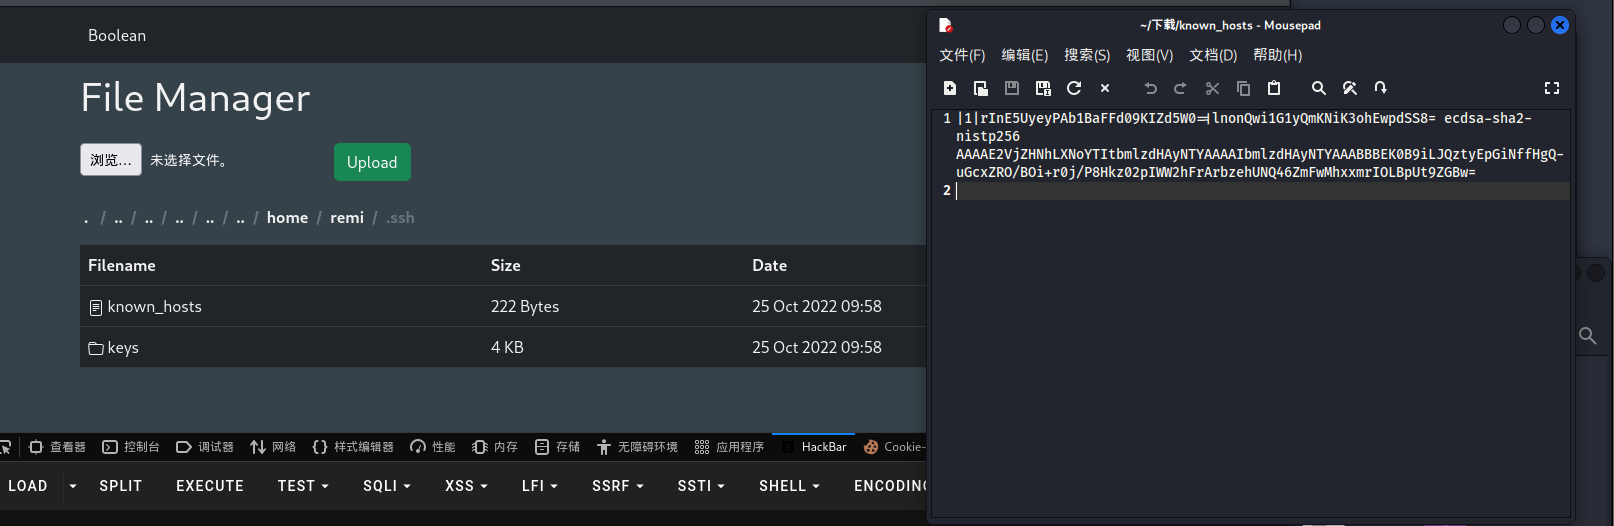 Boolean
File Manager
浏览... 未选择文件。 Upload
. / .. / .. / .. / .. / .. / home / remi / .ssh
Filename Size Date
known_hosts 222 Bytes 25 Oct 2022 09:58
keys 4 KB 25 Oct 2022 09:58
查看器 控制台 调试器 网络 样式编辑器 性能 内存 存储 无障碍环境 应用程序 HackBar Cookie-
LOAD SPLIT EXECUTE TEST SQLI XSS LFI SSRF SSTI SHELL ENCODING
~/下载/known_hosts - Mousepad
文件(F) 编辑(E) 搜索(S) 视图(V) 文档(D) 帮助(H)
1 |1|rInE5UyeyPAb1BaFFd09KIZd5W0=|lnonQwi1G1yQmKNiK3ohEwpdSS8= ecdsa-sha2-
nistp256
AAAAE2VjZHNhLXNoYTItbmlzdHAyNTYAAAAIbmlzdHAyNTYAAABBBEK0B9iLJQztyEpGiNffHgQ-
uGcxZRO/BOi+r0j/P8Hkz02pIWW2hFrArbzehUNQ46ZmFwMhxxmrIOLBpUt9ZGBw=
2